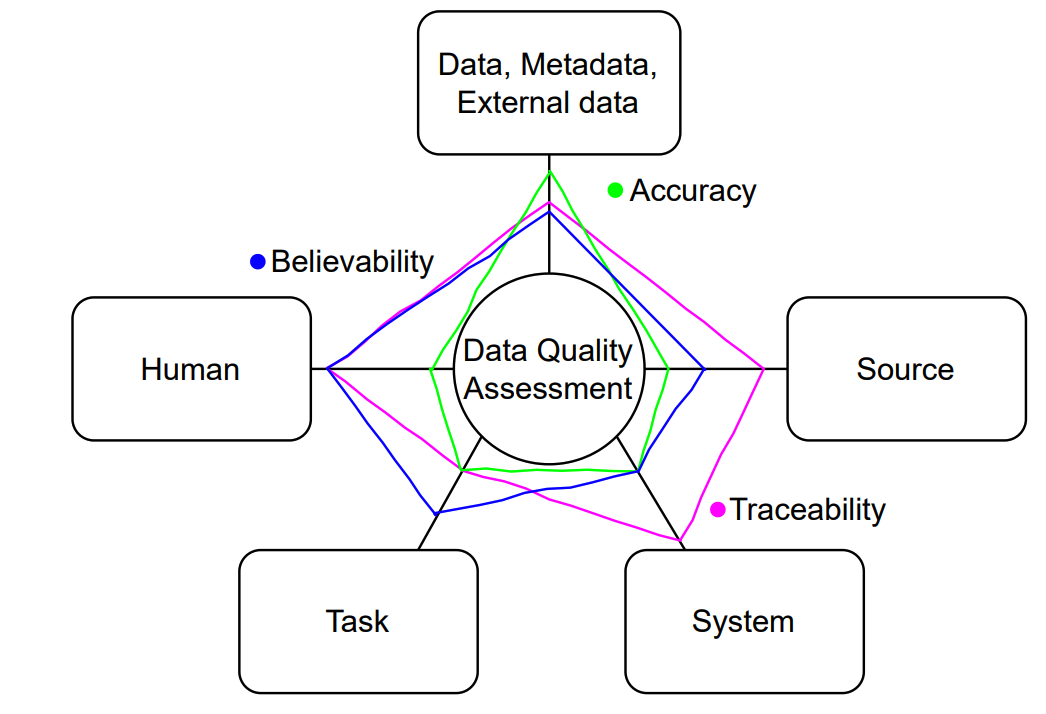 Data, Metadata,
External data
Accuracy
Believability
Human
Data Quality
Assessment
Source
Traceability
Task
System